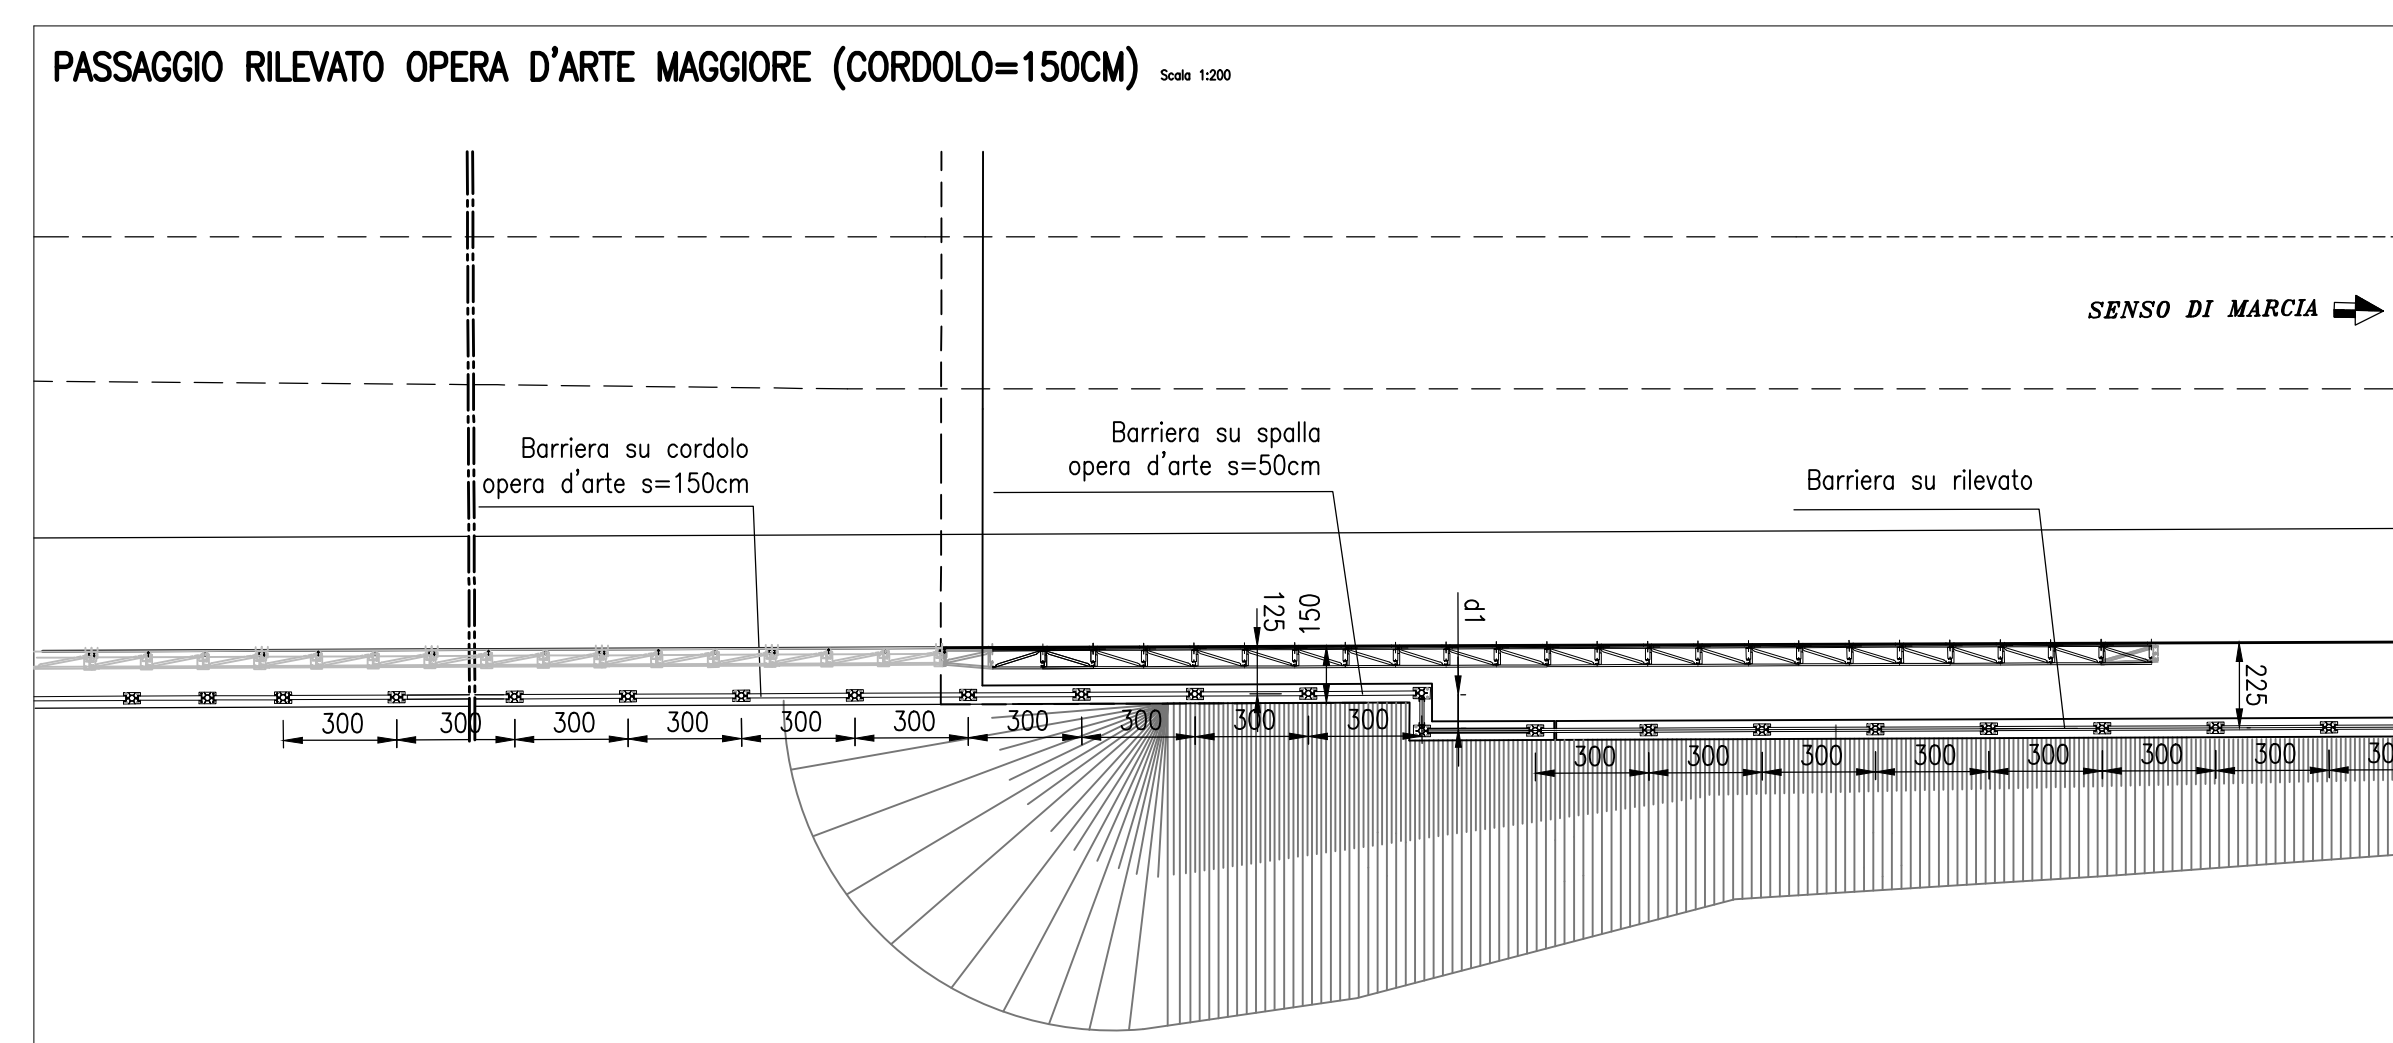 PASSAGGIO RILEVATO OPERA D'ARTE MAGGIORE (CORDOLO=150CM) Scala 1:200
SENSO DI MARCIA
Barriera su cordolo
opera d'arte s=150cm
Barriera su spalla
opera d'arte s=50cm
Barriera su rilevato
125
150
d1
225
300 300 300 300 300 300 300 300 300 300
300 300 300 300 300 300 300 30